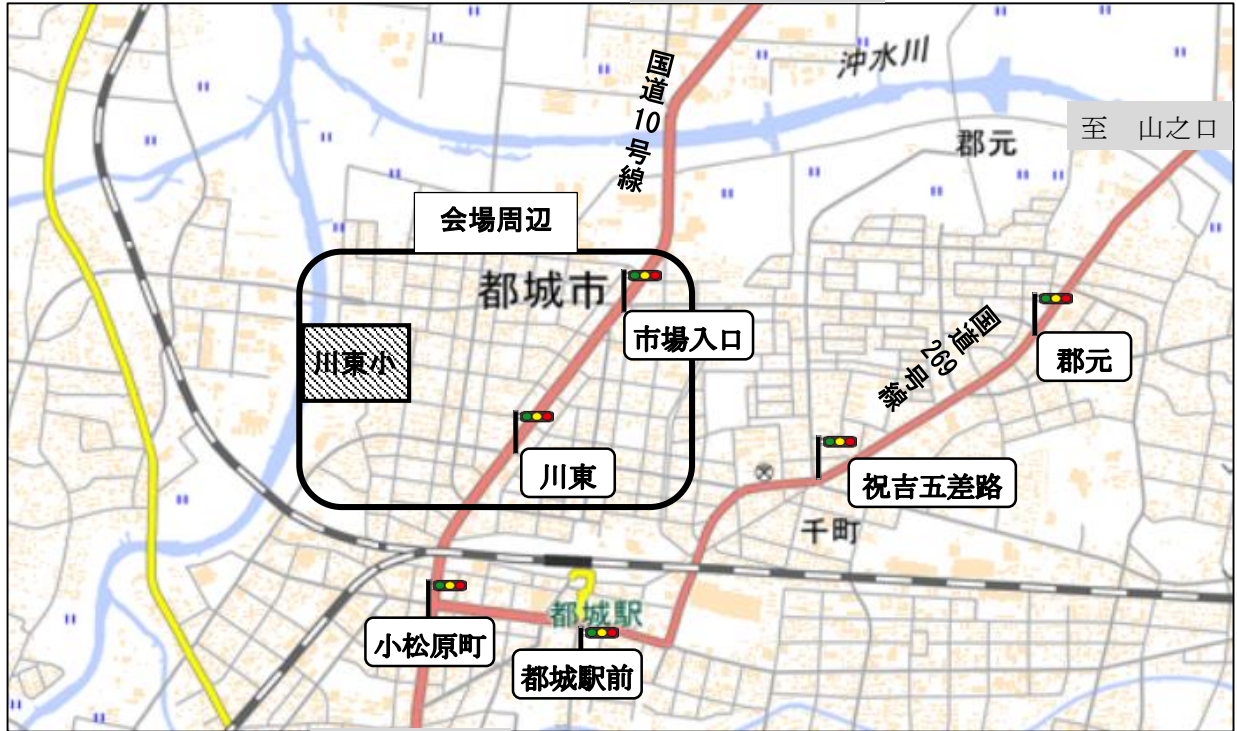 国道10号線
沖水川
郡元
至 山之口
会場周辺
都城市
市場入口
川東小
国道269号線
郡元
川東
祝吉五差路
千町
都城駅
小松原町
都城駅前